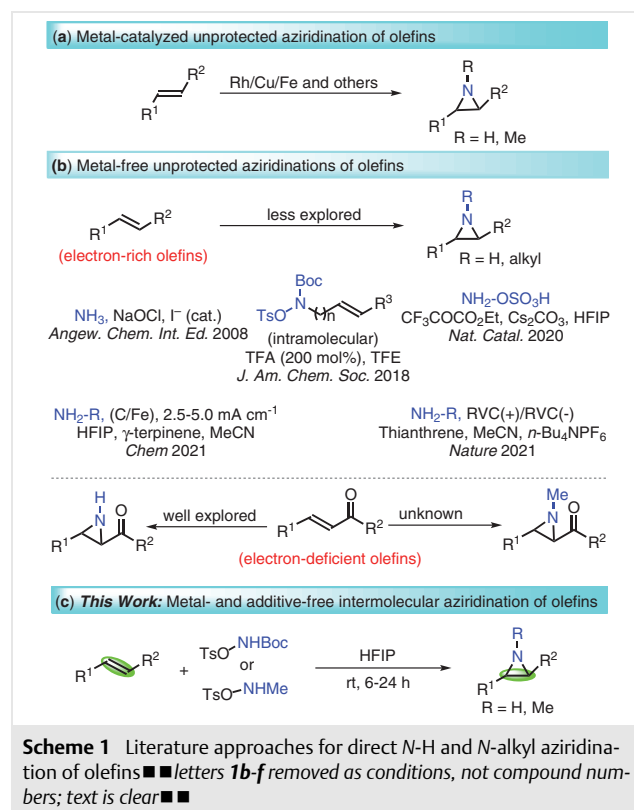 (a) Metal-catalyzed unprotected aziridination of olefins
R¹ R² Rh/Cu/Fe and others R N R¹ R²
R = H, Me
(b) Metal-free unprotected aziridinations of olefins
R¹ R² less explored R N R¹ R²
(electron-rich olefins) R = H, alkyl
NH₃, NaOCl, I⁻ (cat.)
Angew. Chem. Int. Ed. 2008
Boc
TsO N ( )n R³
(intramolecular)
TFA (200 mol%), TFE
J. Am. Chem. Soc. 2018
NH₂-OSO₃H
CF₃COCO₂Et, Cs₂CO₃, HFIP
Nat. Catal. 2020
NH₂-R, (C/Fe), 2.5-5.0 mA cm⁻¹
HFIP, γ-terpinene, MeCN
Chem 2021
NH₂-R, RVC(+)/RVC(-)
Thianthrene, MeCN, n-Bu₄NPF₆
Nature 2021
H N O R¹ R² well explored O R¹ R² unknown Me N O R¹ R²
(electron-deficient olefins)
(c) This Work: Metal- and additive-free intermolecular aziridination of olefins
R¹ R² + TsO NHBoc
or
TsO NHMe
HFIP
rt, 6-24 h
R N R¹ R²
R = H, Me
Scheme 1 Literature approaches for direct N-H and N-alkyl aziridina-
tion of olefins■■letters 1b-f removed as conditions, not compound num-
bers; text is clear■■